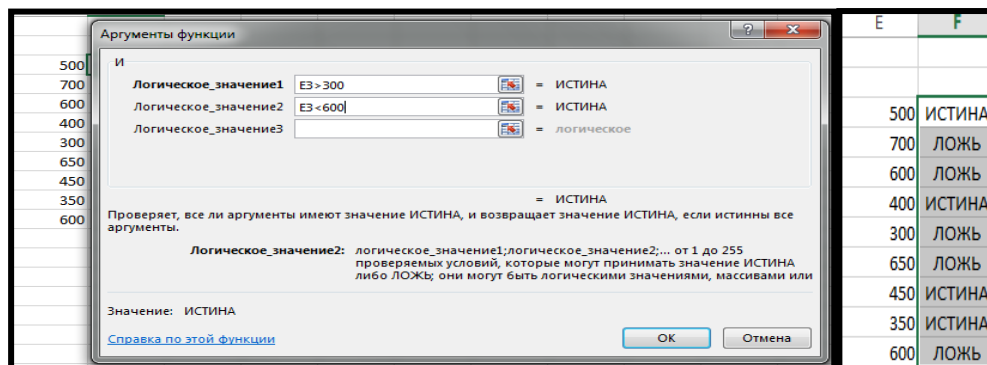 500
700
600
400
300
650
450
350
600
Аргументы функции
?
И
Логическое_значение1 E3>300 = ИСТИНА
Логическое_значение2 E3<600 = ИСТИНА
Логическое_значение3 = логическое
= ИСТИНА
Проверяет, все ли аргументы имеют значение ИСТИНА, и возвращает значение ИСТИНА, если истинны все
аргументы.
Логическое_значение2: логическое_значение1;логическое_значение2;... от 1 до 255
проверяемых условий, которые могут принимать значение ИСТИНА
либо ЛОЖЬ; они могут быть логическими значениями, массивами или
Значение: ИСТИНА
Справка по этой функции
ОК Отмена
E F
500 ИСТИНА
700 ЛОЖЬ
600 ЛОЖЬ
400 ИСТИНА
300 ЛОЖЬ
650 ЛОЖЬ
450 ИСТИНА
350 ИСТИНА
600 ЛОЖЬ